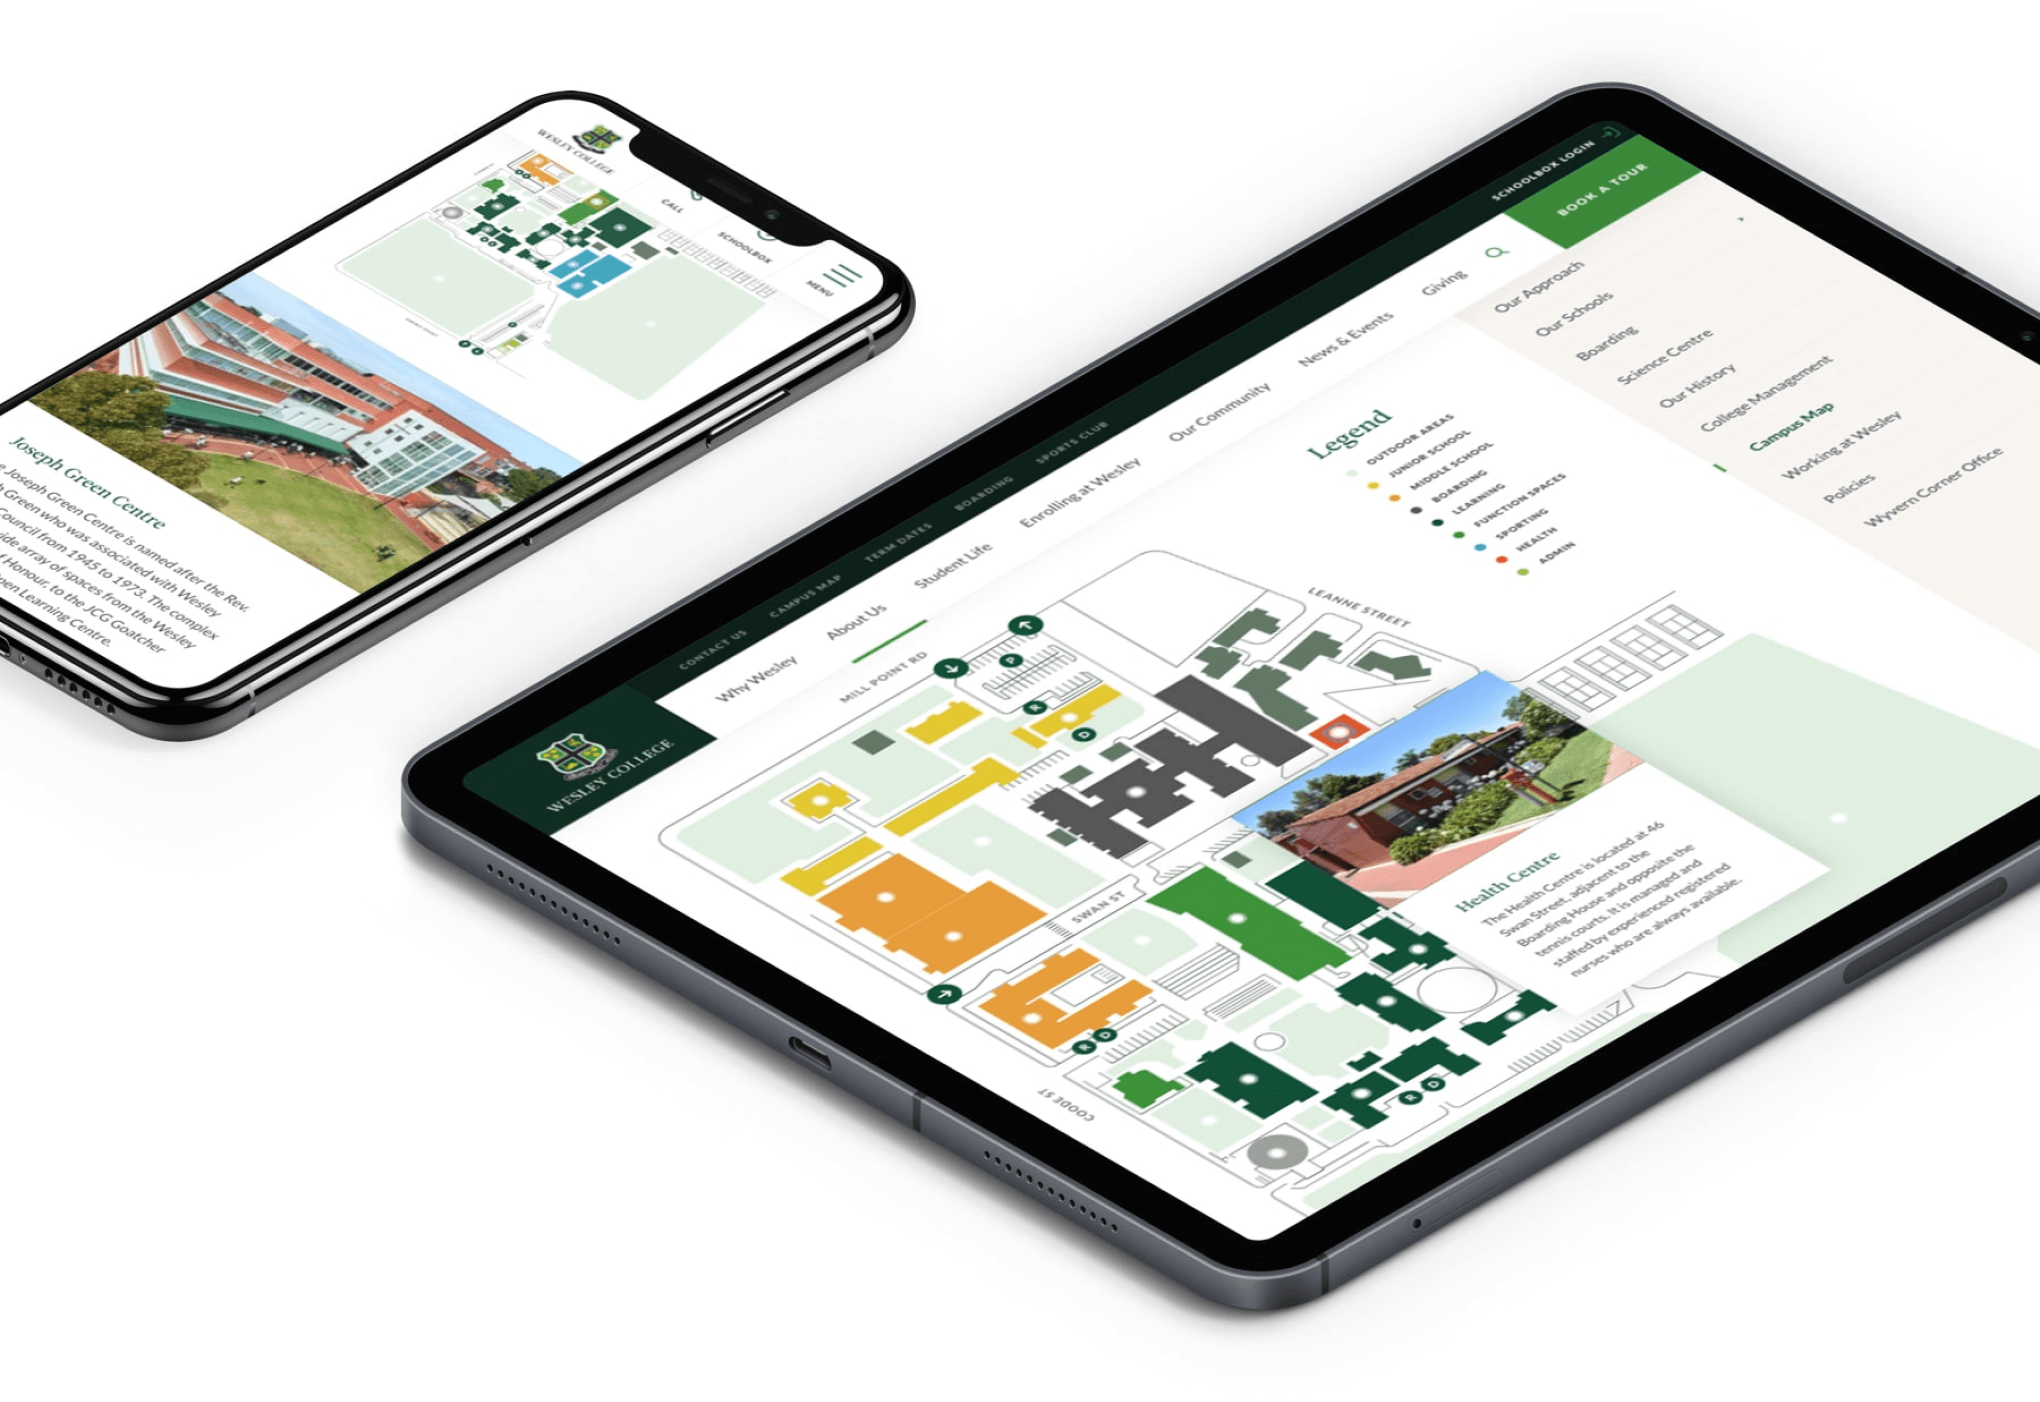 WESLEY COLLEGE
CALL
SCHOOLBOX
MENU
Joseph Green Centre
Joseph Green Centre is named after the Rev.
Green who was associated with Wesley
Council from 1945 to 1973. The complex
array of spaces from the Wesley
of Honour, to the JCG Goatcher
Open Learning Centre.
SCHOOLBOX LOGIN
CONTACT US
CAMPUS MAP
TERM DATES
BOARDING
SPORTS CLUB
BOOK A TOUR
WESLEY COLLEGE
Why Wesley
About Us
Student Life
Enrolling at Wesley
Our Community
News & Events
Giving
Our Approach
Our Schools
Boarding
Science Centre
Our History
College Management
Campus Map
Working at Wesley
Policies
Wyvern Corner Office
Legend
OUTDOOR AREAS
JUNIOR SCHOOL
MIDDLE SCHOOL
BOARDING
LEARNING
FUNCTION SPACES
SPORTING
HEALTH
ADMIN
LEANNE STREET
MILL POINT RD
P
R
D
SWAN ST
R
D
CODE ST
R
D
Health Centre
The Health Centre is located at 46
Swan Street, adjacent to the
Boarding House and opposite the
tennis courts. It is managed and
staffed by experienced registered
nurses who are always available.